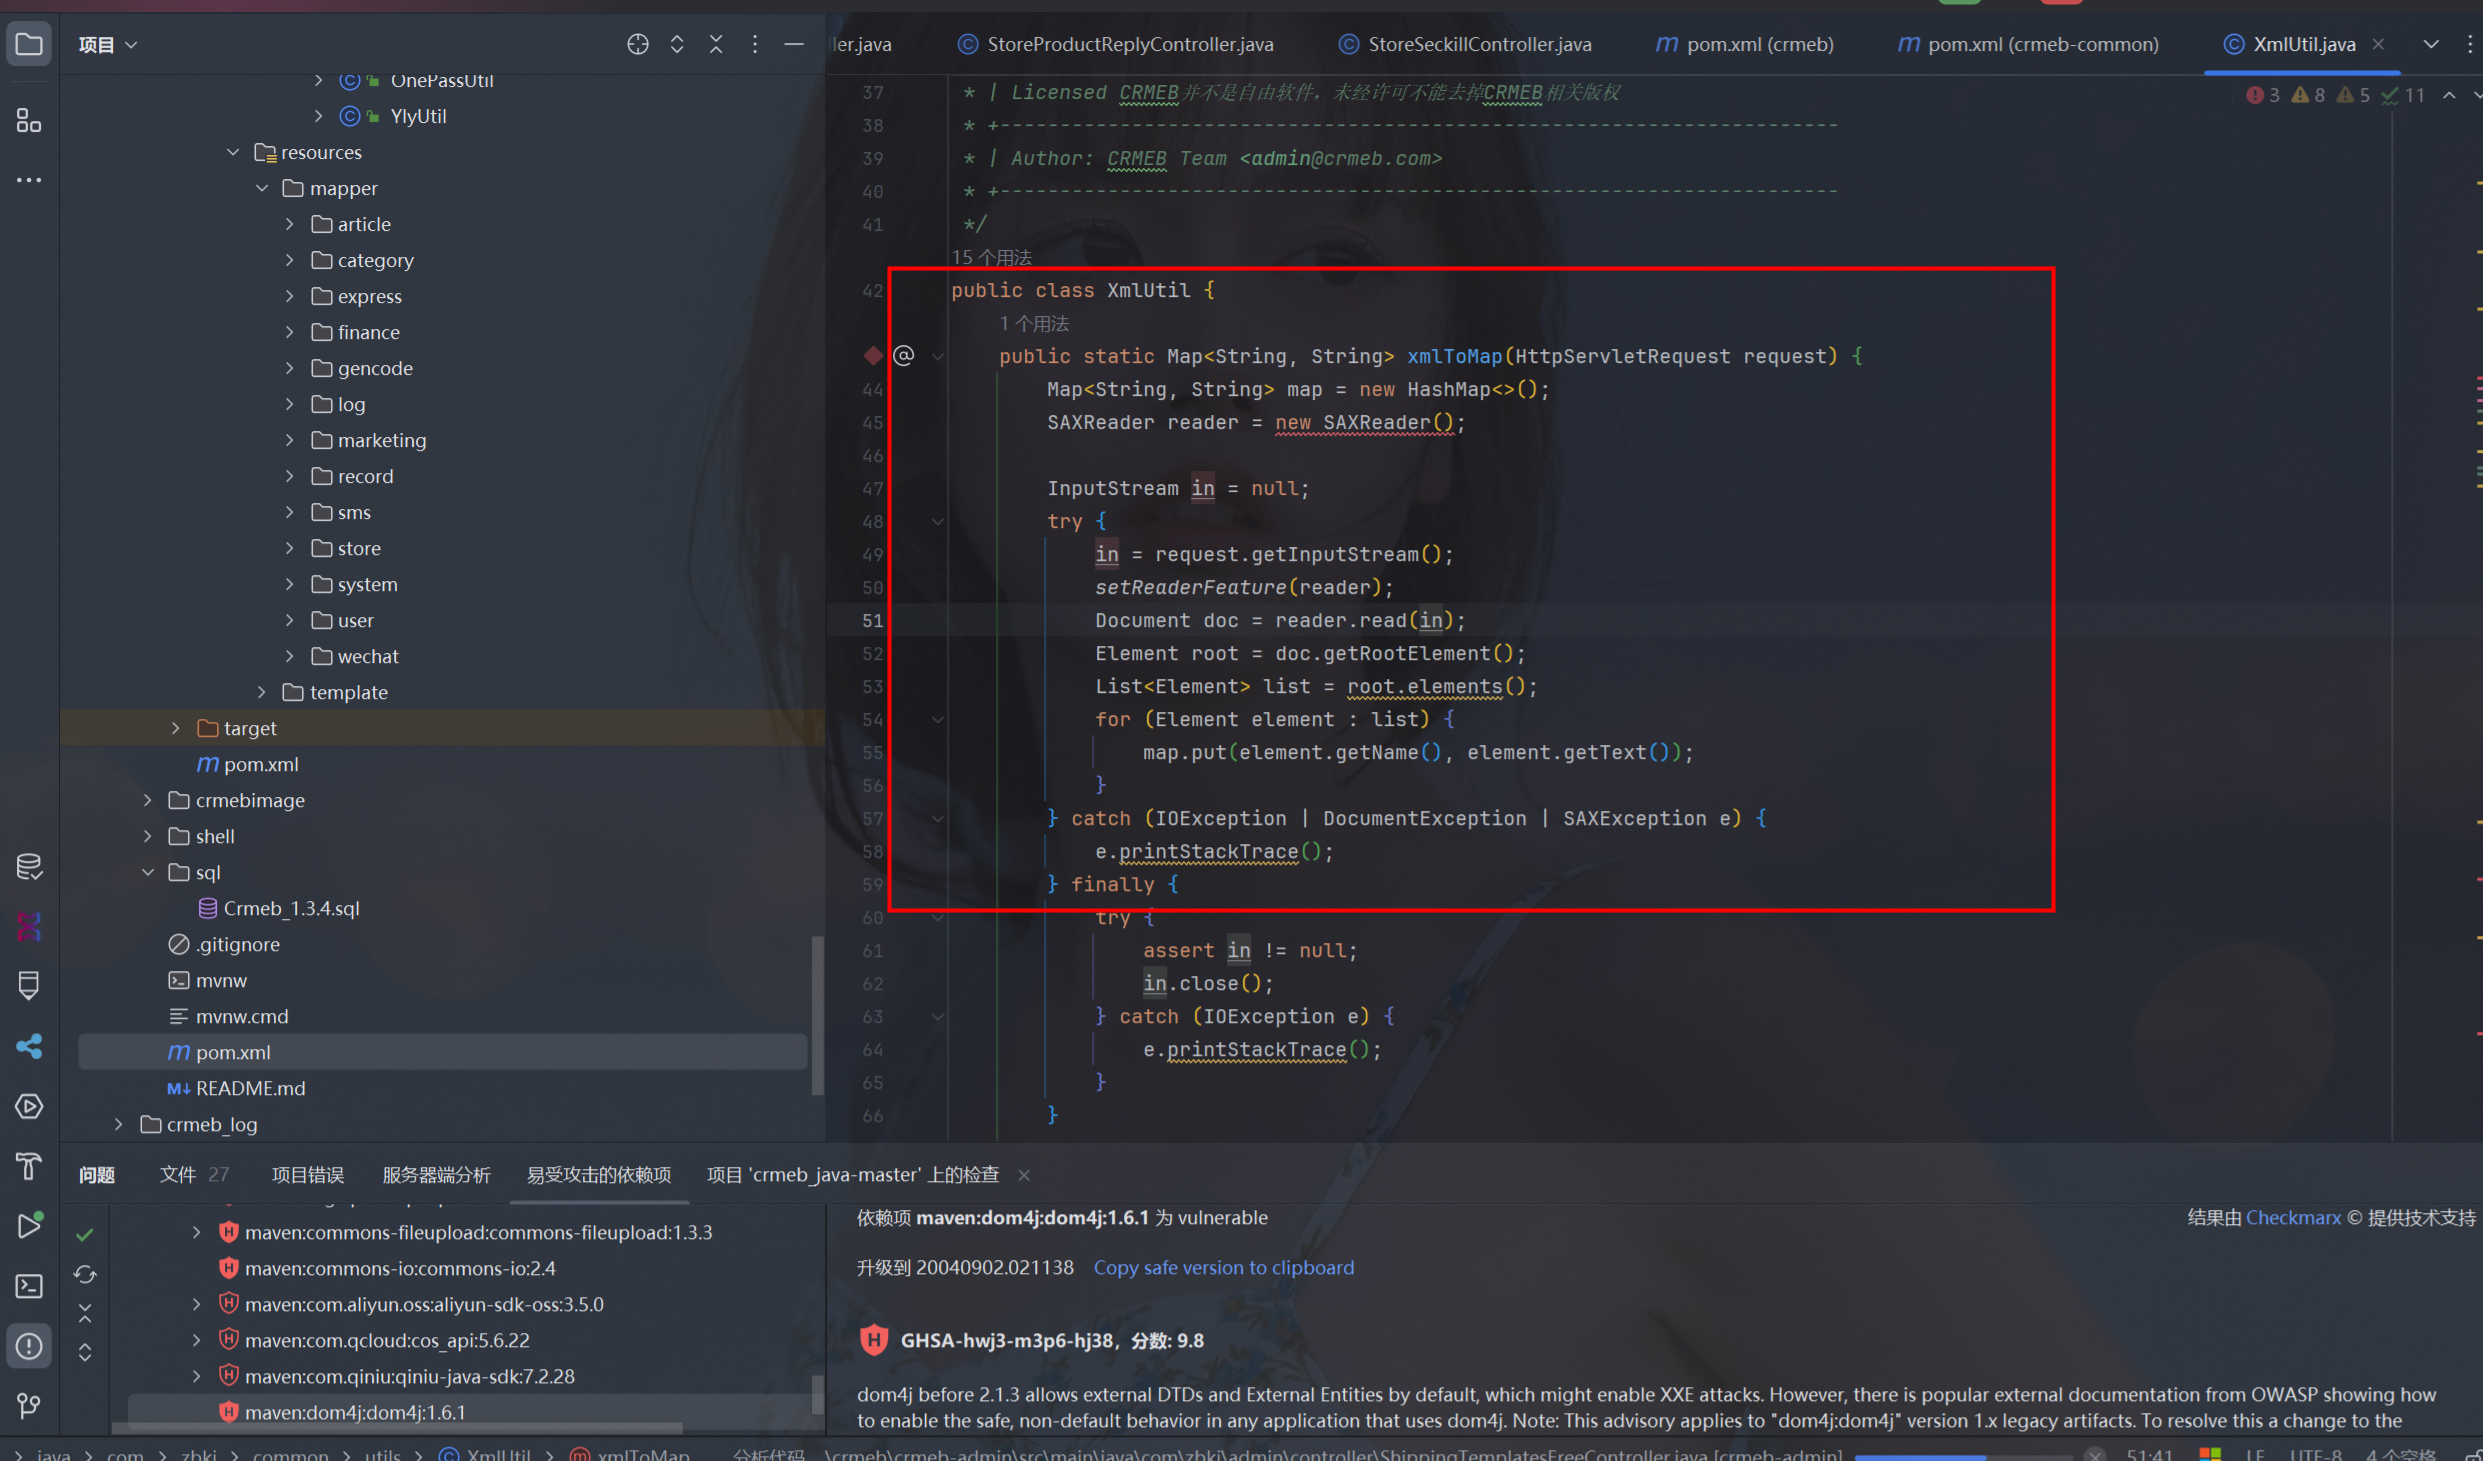 项目
ler.java
StoreProductReplyController.java
StoreSeckillController.java
pom.xml (crmeb)
pom.xml (crmeb-common)
XmlUtil.java
OnePassUtil
YlyUtil
resources
mapper
article
category
express
finance
gencode
log
marketing
record
sms
store
system
user
wechat
template
target
pom.xml
crmebimage
shell
sql
Crmeb_1.3.4.sql
.gitignore
mvnw
mvnw.cmd
pom.xml
README.md
crmeb_log
3 8 5 11
37 * | Licensed CRMEB并不是自由软件，未经许可不能去掉CRMEB相关版权
38 * +----------------------------------------------------------------------
39 * | Author: CRMEB Team <admin@crmeb.com>
40 * +----------------------------------------------------------------------
41 */
15 个用法
42 public class XmlUtil {
1 个用法
public static Map<String, String> xmlToMap(HttpServletRequest request) {
44 Map<String, String> map = new HashMap<>();
45 SAXReader reader = new SAXReader();
46
47 InputStream in = null;
48 try {
49 in = request.getInputStream();
50 setReaderFeature(reader);
51 Document doc = reader.read(in);
52 Element root = doc.getRootElement();
53 List<Element> list = root.elements();
54 for (Element element : list) {
55 map.put(element.getName(), element.getText());
56 }
57 } catch (IOException | DocumentException | SAXException e) {
58 e.printStackTrace();
59 } finally {
60 try {
61 assert in != null;
62 in.close();
63 } catch (IOException e) {
64 e.printStackTrace();
65 }
66 }
问题 文件 27 项目错误 服务器端分析 易受攻击的依赖项 项目 'crmeb_java-master' 上的检查
maven:commons-fileupload:commons-fileupload:1.3.3
maven:commons-io:commons-io:2.4
maven:com.aliyun.oss:aliyun-sdk-oss:3.5.0
maven:com.qcloud:cos_api:5.6.22
maven:com.qiniu:qiniu-java-sdk:7.2.28
maven:dom4j:dom4j:1.6.1
依赖项 maven:dom4j:dom4j:1.6.1 为 vulnerable
结果由 Checkmarx © 提供技术支持
升级到 20040902.021138 Copy safe version to clipboard
GHSA-hwj3-m3p6-hj38，分数: 9.8
dom4j before 2.1.3 allows external DTDs and External Entities by default, which might enable XXE attacks. However, there is popular external documentation from OWASP showing how
to enable the safe, non-default behavior in any application that uses dom4j. Note: This advisory applies to "dom4j:dom4j" version 1.x legacy artifacts. To resolve this a change to the
java > com > zbkj > common > utils > XmlUtil > xmlToMap
分析代码 \crmeb\crmeb-admin\src\main\java\com\zbkj\admin\controller\ShippingTemplatesFreeController.java [crmeb-admin]
51:41 LF UTF-8 4 个空格